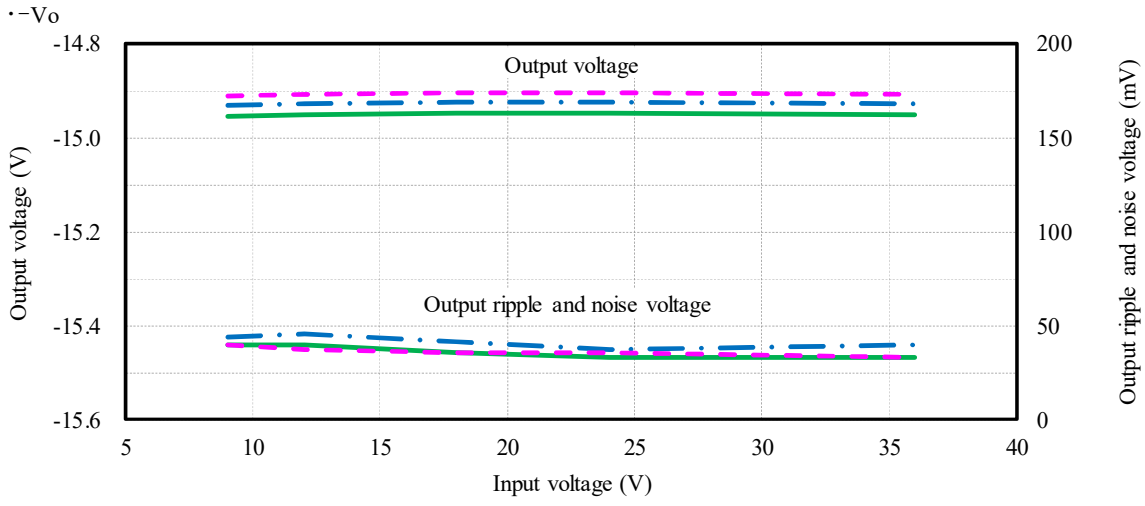 ·-Vo
-14.8
-15.0
-15.2
-15.4
-15.6
Output voltage (V)
Output voltage
Output ripple and noise voltage
200
150
100
50
0
Output ripple and noise voltage (mV)
5 10 15 20 25 30 35 40
Input voltage (V)